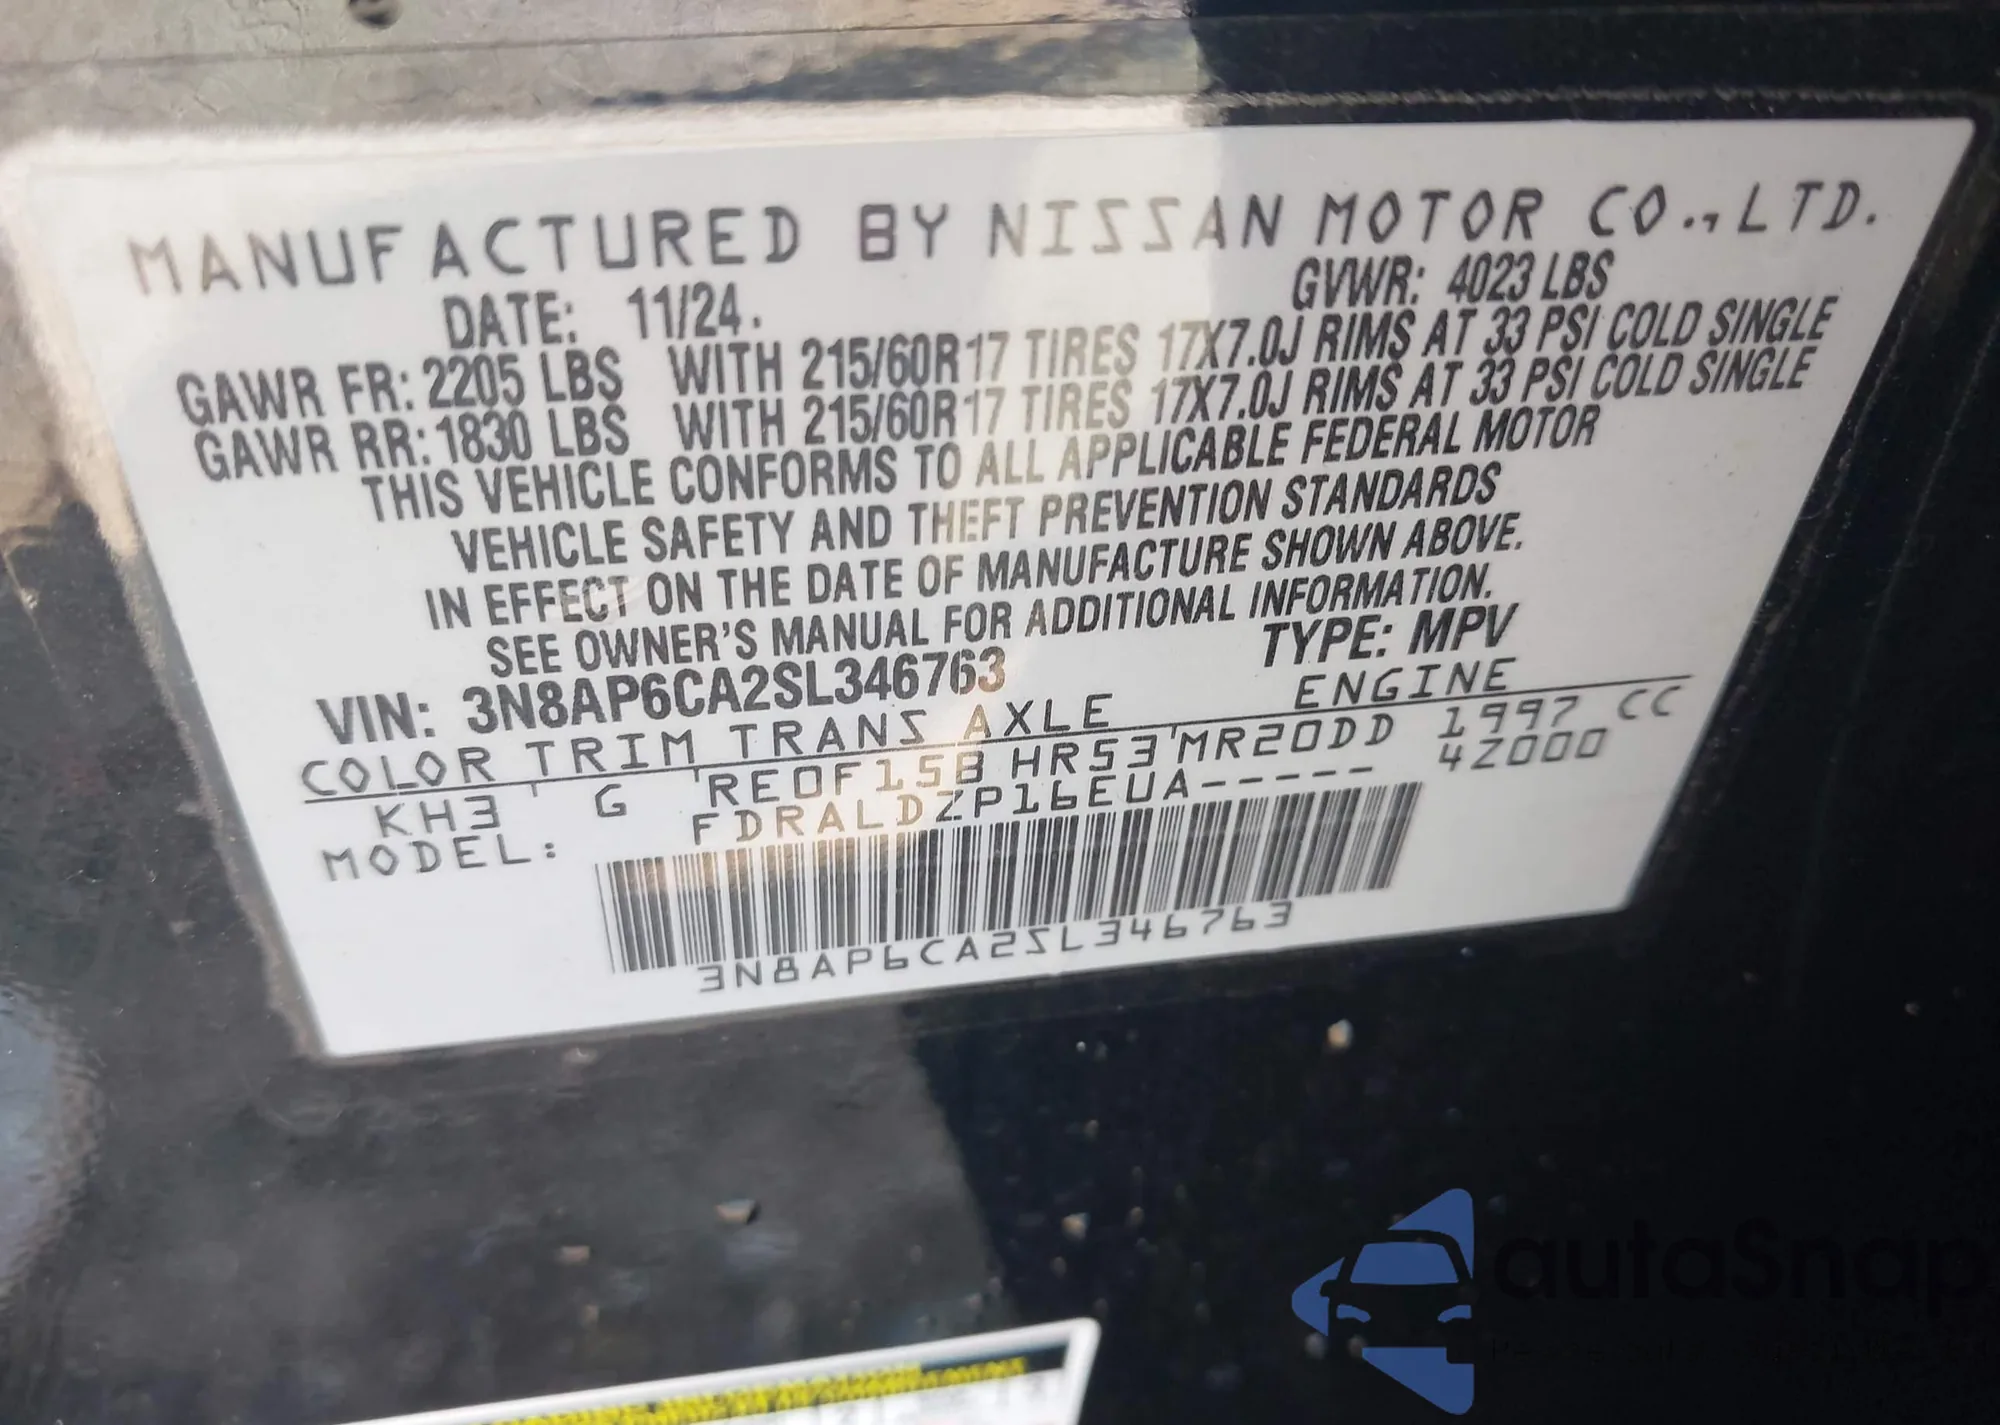 MANUFACTURED BY NISSAN MOTOR CO., LTD.
DATE: 11/24. GVWR: 4023 LBS
GAWR FR: 2205 LBS WITH 215/60R17 TIRES 17X7.0J RIMS AT 33 PSI COLD SINGLE
GAWR RR: 1830 LBS WITH 215/60R17 TIRES 17X7.0J RIMS AT 33 PSI COLD SINGLE
THIS VEHICLE CONFORMS TO ALL APPLICABLE FEDERAL MOTOR
VEHICLE SAFETY AND THEFT PREVENTION STANDARDS
IN EFFECT ON THE DATE OF MANUFACTURE SHOWN ABOVE.
SEE OWNER'S MANUAL FOR ADDITIONAL INFORMATION.
VIN: 3N8AP6CA2SL346763 TYPE: MPV
COLOR TRIM TRANS AXLE ENGINE
KH3 G RE0F15B HR53 MR20DD 1997 CC
MODEL: FDRALDZP16EUA----- 4Z000
3N8AP6CA2SL346763
autoSnap